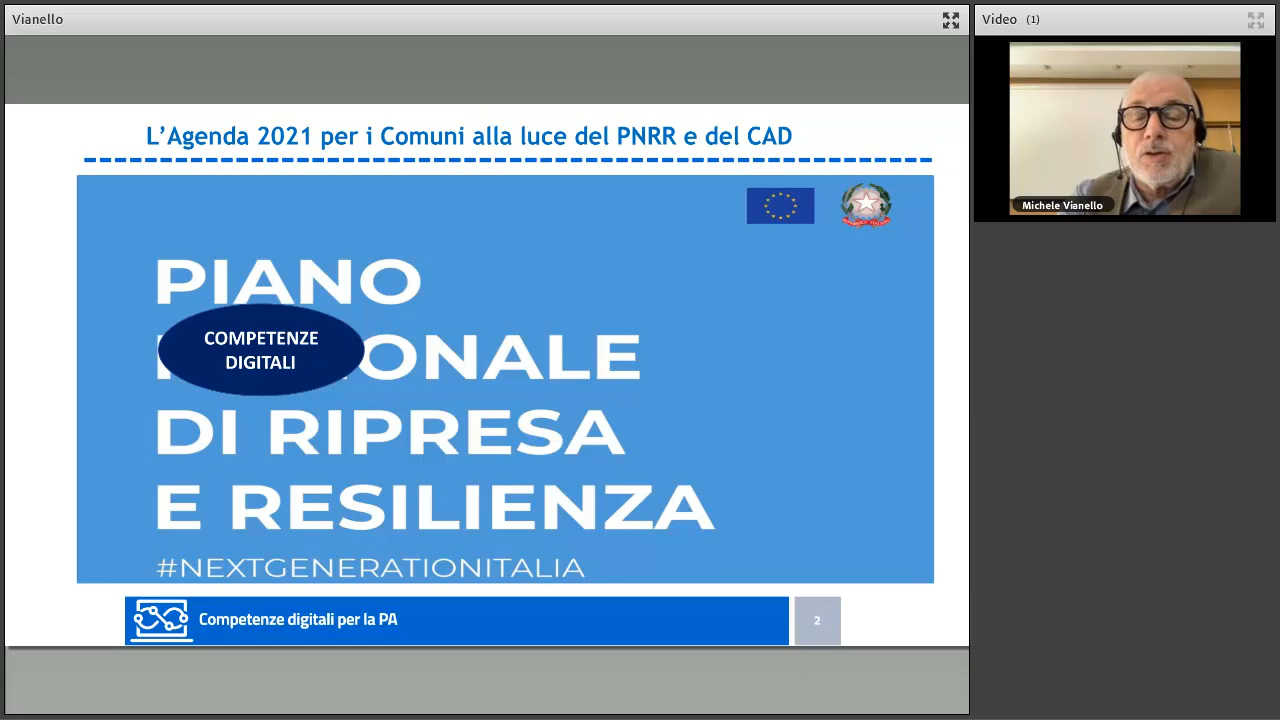 Vianello
Video (1)
Michele Vianello
L'Agenda 2021 per i Comuni alla luce del PNRR e del CAD
PIANO
COMPETENZE
DIGITALI
ONALE
DI RIPRESA
E RESILIENZA
#NEXTGENERATIONITALIA
Competenze digitali per la PA
2